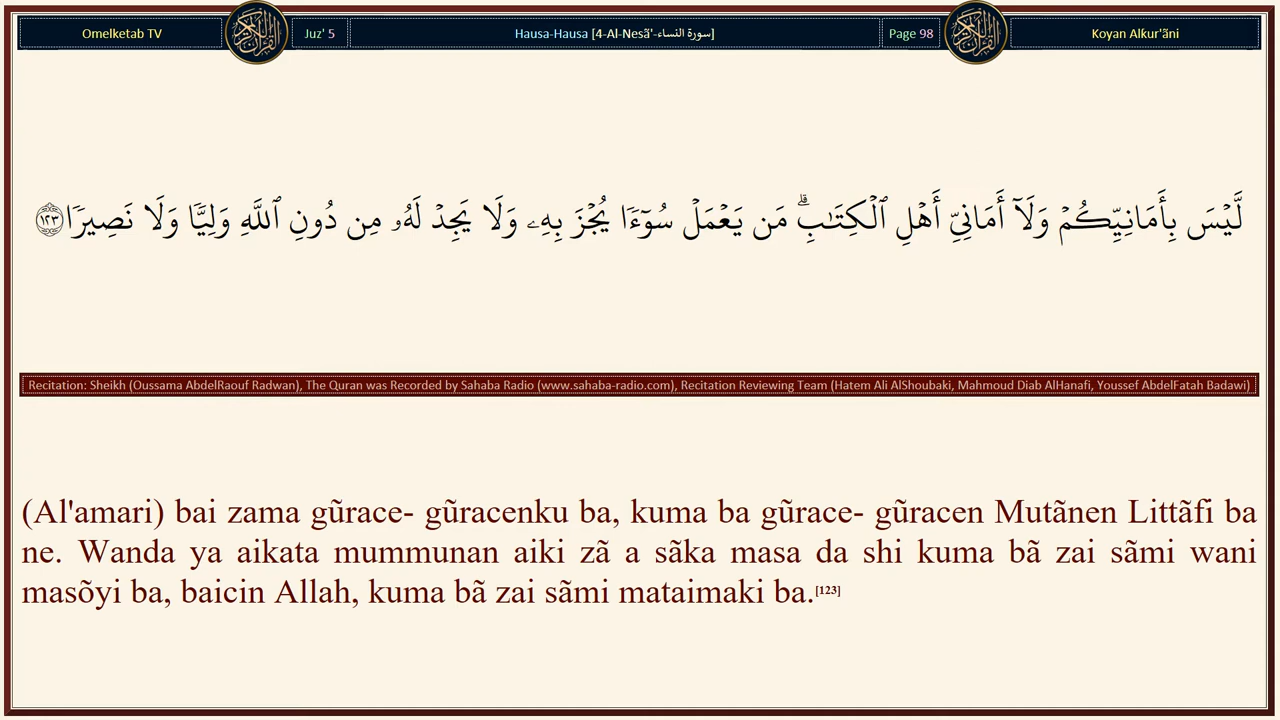 Omelketab TV
Juz' 5
Hausa-Hausa [4-Al-Nesã'-سورة النساء]
Page 98
Koyan Alƙur'ãni
لَّيۡسَ بِأَمَانِيِّكُمۡ وَلَآ أَمَانِيِّ أَهۡلِ ٱلۡكِتَٰبِۗ مَن يَعۡمَلۡ سُوٓءٗا يُجۡزَ بِهِۦ وَلَا يَجِدۡ لَهُۥ مِن دُونِ ٱللَّهِ وَلِيّٗا وَلَا نَصِيرٗا ١٢٣
Recitation: Sheikh (Oussama AbdelRaouf Radwan), The Quran was Recorded by Sahaba Radio (www.sahaba-radio.com), Recitation Reviewing Team (Hatem Ali AlShoubaki, Mahmoud Diab AlHanafi, Youssef AbdelFatah Badawi)
(Al'amari) bai zama gũrace- gũracenku ba, kuma ba gũrace- gũracen Mutãnen Littãfi ba
ne. Wanda ya aikata mummunan aiki zã a sãka masa da shi kuma bã zai sãmi wani
masõyi ba, baicin Allah, kuma bã zai sãmi mataimaki ba.[123]